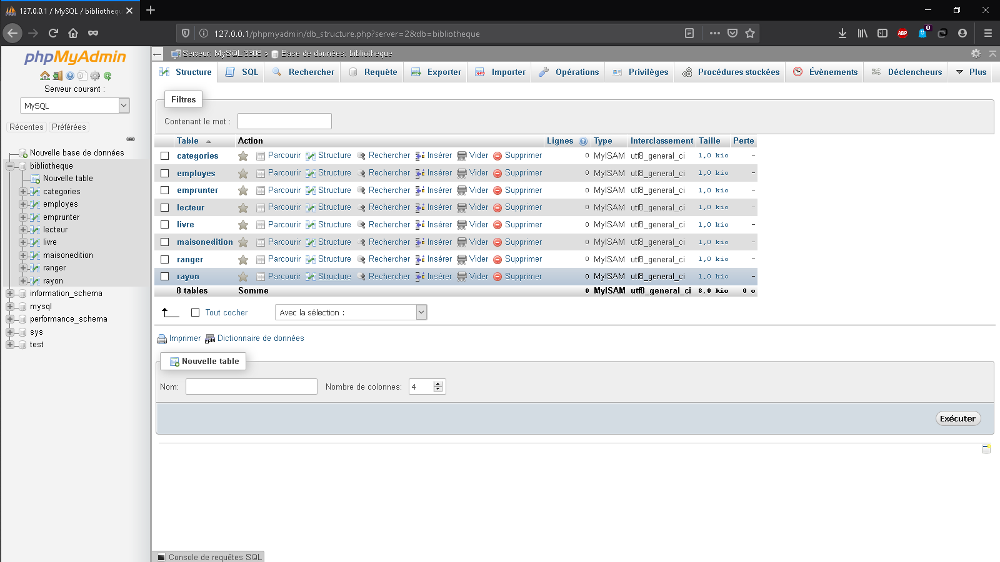 127.0.0.1 / MySQL / bibliothequ
127.0.0.1/phpmyadmin/db_structure.php?server=2&db=bibliotheque
ABP
0
phpMyAdmin
Serveur courant :
MySQL
Récentes Préférées
Nouvelle base de données
bibliotheque
Nouvelle table
categories
employes
emprunter
lecteur
livre
maisonedition
ranger
rayon
information_schema
mysql
performance_schema
sys
test
Serveur: MySQL:3308 » Base de données: bibliotheque
Structure SQL Rechercher Requête Exporter Importer Opérations Privilèges Procédures stockées Évènements Déclencheurs Plus
Filtres
Contenant le mot :
Table Action Lignes Type Interclassement Taille Perte
categories Parcourir Structure Rechercher Insérer Vider Supprimer 0 MyISAM utf8_general_ci 1,0 kio -
employes Parcourir Structure Rechercher Insérer Vider Supprimer 0 MyISAM utf8_general_ci 1,0 kio -
emprunter Parcourir Structure Rechercher Insérer Vider Supprimer 0 MyISAM utf8_general_ci 1,0 kio -
lecteur Parcourir Structure Rechercher Insérer Vider Supprimer 0 MyISAM utf8_general_ci 1,0 kio -
livre Parcourir Structure Rechercher Insérer Vider Supprimer 0 MyISAM utf8_general_ci 1,0 kio -
maisonedition Parcourir Structure Rechercher Insérer Vider Supprimer 0 MyISAM utf8_general_ci 1,0 kio -
ranger Parcourir Structure Rechercher Insérer Vider Supprimer 0 MyISAM utf8_general_ci 1,0 kio -
rayon Parcourir Structure Rechercher Insérer Vider Supprimer 0 MyISAM utf8_general_ci 1,0 kio -
8 tables Somme 0 MyISAM utf8_general_ci 8,0 kio 0 o
Tout cocher Avec la sélection :
Imprimer Dictionnaire de données
Nouvelle table
Nom: Nombre de colonnes: 4
Exécuter
Console de requêtes SQL